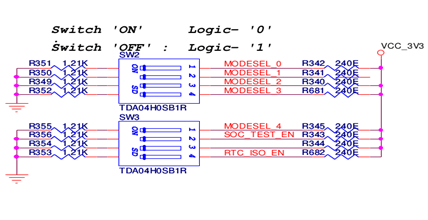 Switch 'ON' Logic- '0'
Switch 'OFF' : Logic- '1'
VCC_3V3
SW2
R351 1.21K ON 1 MODESEL_0 R342 240E
R350 1.21K 2 MODESEL_1 R341 240E
R349 1.21K 3 MODESEL_2 R340 240E
R352 1.21K SD 4 MODESEL_3 R681 240E
TDA04H0SB1R
SW3
R355 1.21K ON 1 MODESEL_4 R345 240E
R356 1.21K 2 SOC_TEST_EN R343 240E
R354 1.21K 3 R344 240E
R353 1.21K SD 4 RTC_ISO_EN R682 240E
TDA04H0SB1R